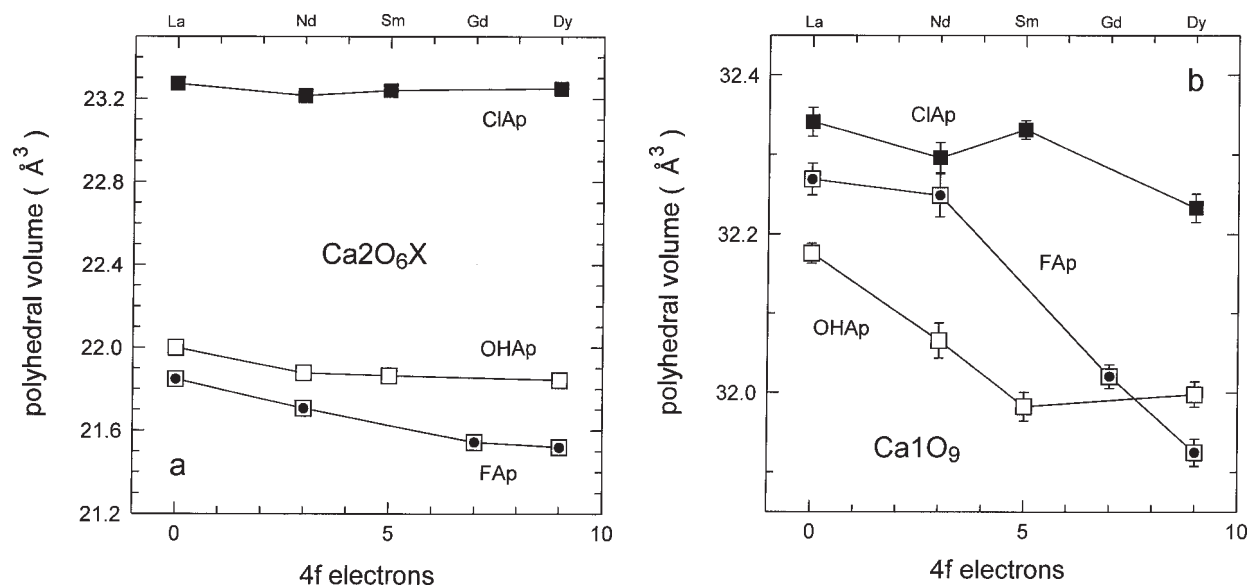 La Nd Sm Gd Dy
23.2
22.8
22.4
22.0
21.6
21.2
polyhedral volume ( Å3 )
ClAp
Ca2O6X
OHAp
FAp
a
0 5 10
4f electrons
La Nd Sm Gd Dy
32.4
32.2
32.0
polyhedral volume ( Å3 )
b
ClAp
FAp
OHAp
Ca1O9
0 5 10
4f electrons